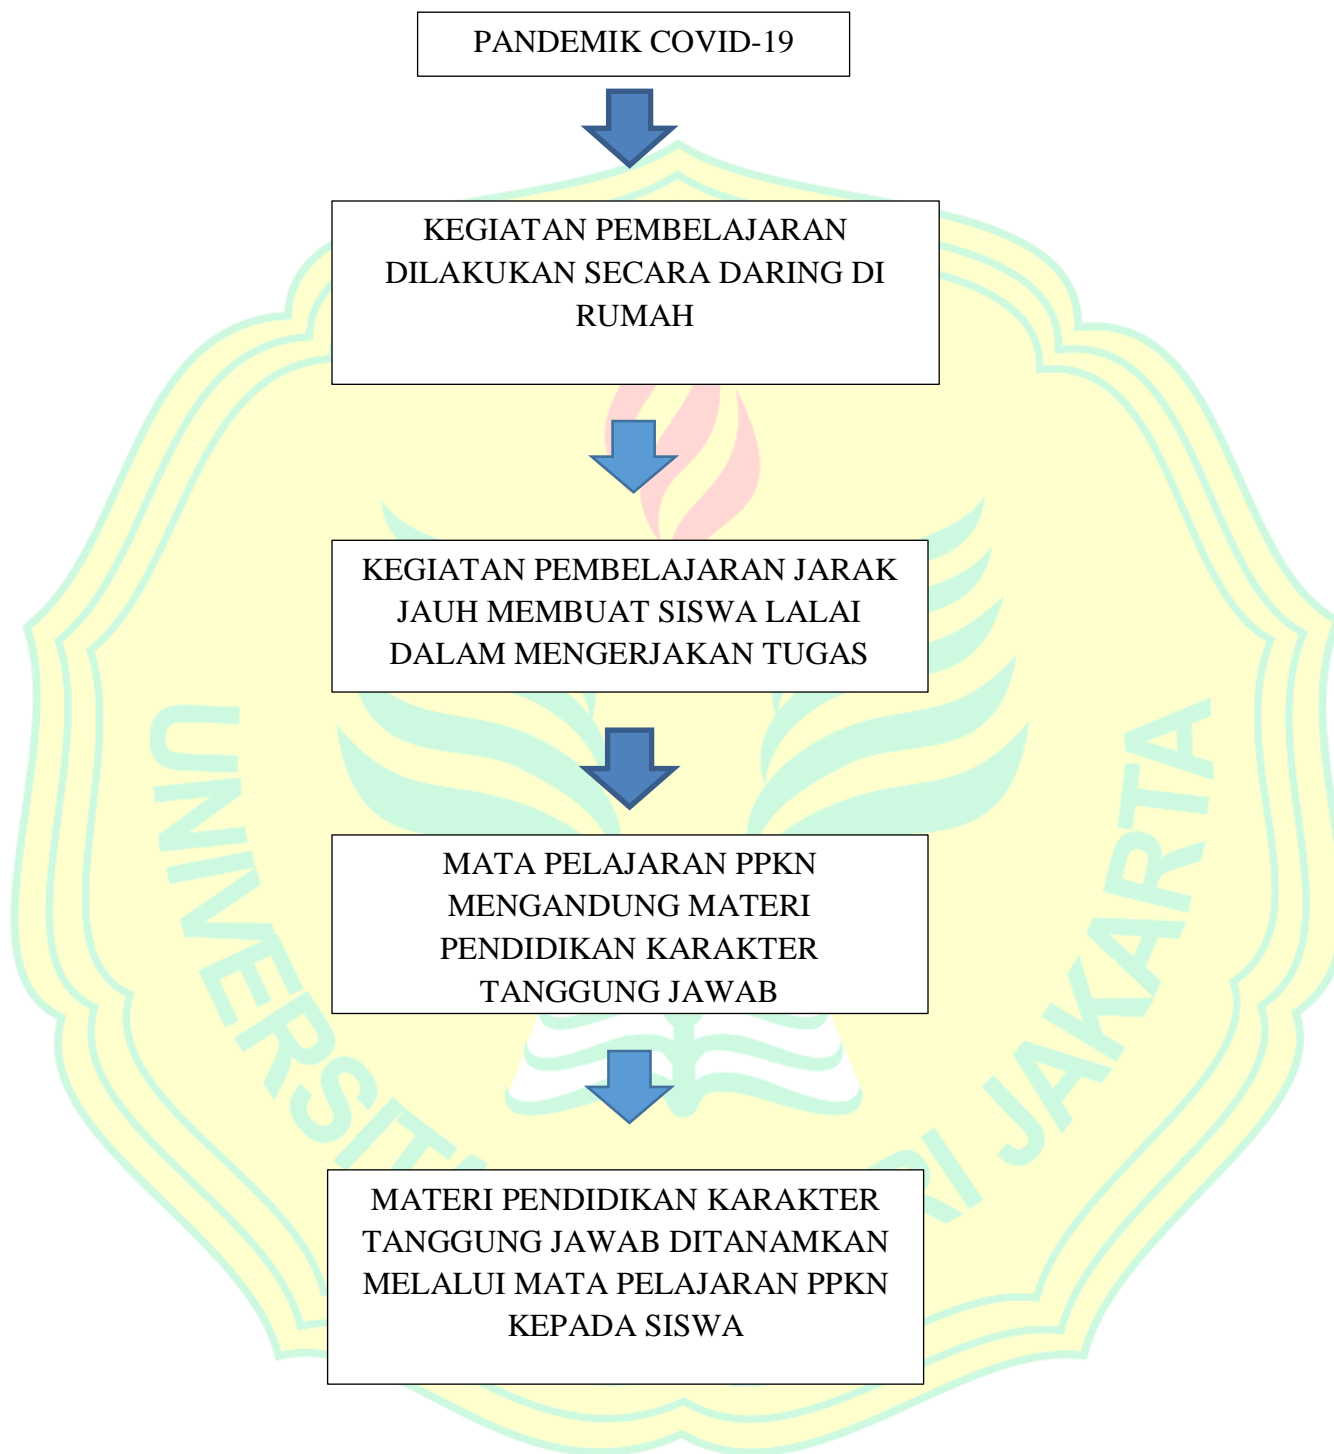 PANDEMIK COVID-19
KEGIATAN PEMBELAJARAN
DILAKUKAN SECARA DARING DI
RUMAH
KEGIATAN PEMBELAJARAN JARAK
JAUH MEMBUAT SISWA LALAI
DALAM MENGERJAKAN TUGAS
MATA PELAJARAN PPKN
MENGANDUNG MATERI
PENDIDIKAN KARAKTER
TANGGUNG JAWAB
MATERI PENDIDIKAN KARAKTER
TANGGUNG JAWAB DITANAMKAN
MELALUI MATA PELAJARAN PPKN
KEPADA SISWA
JAKARTA